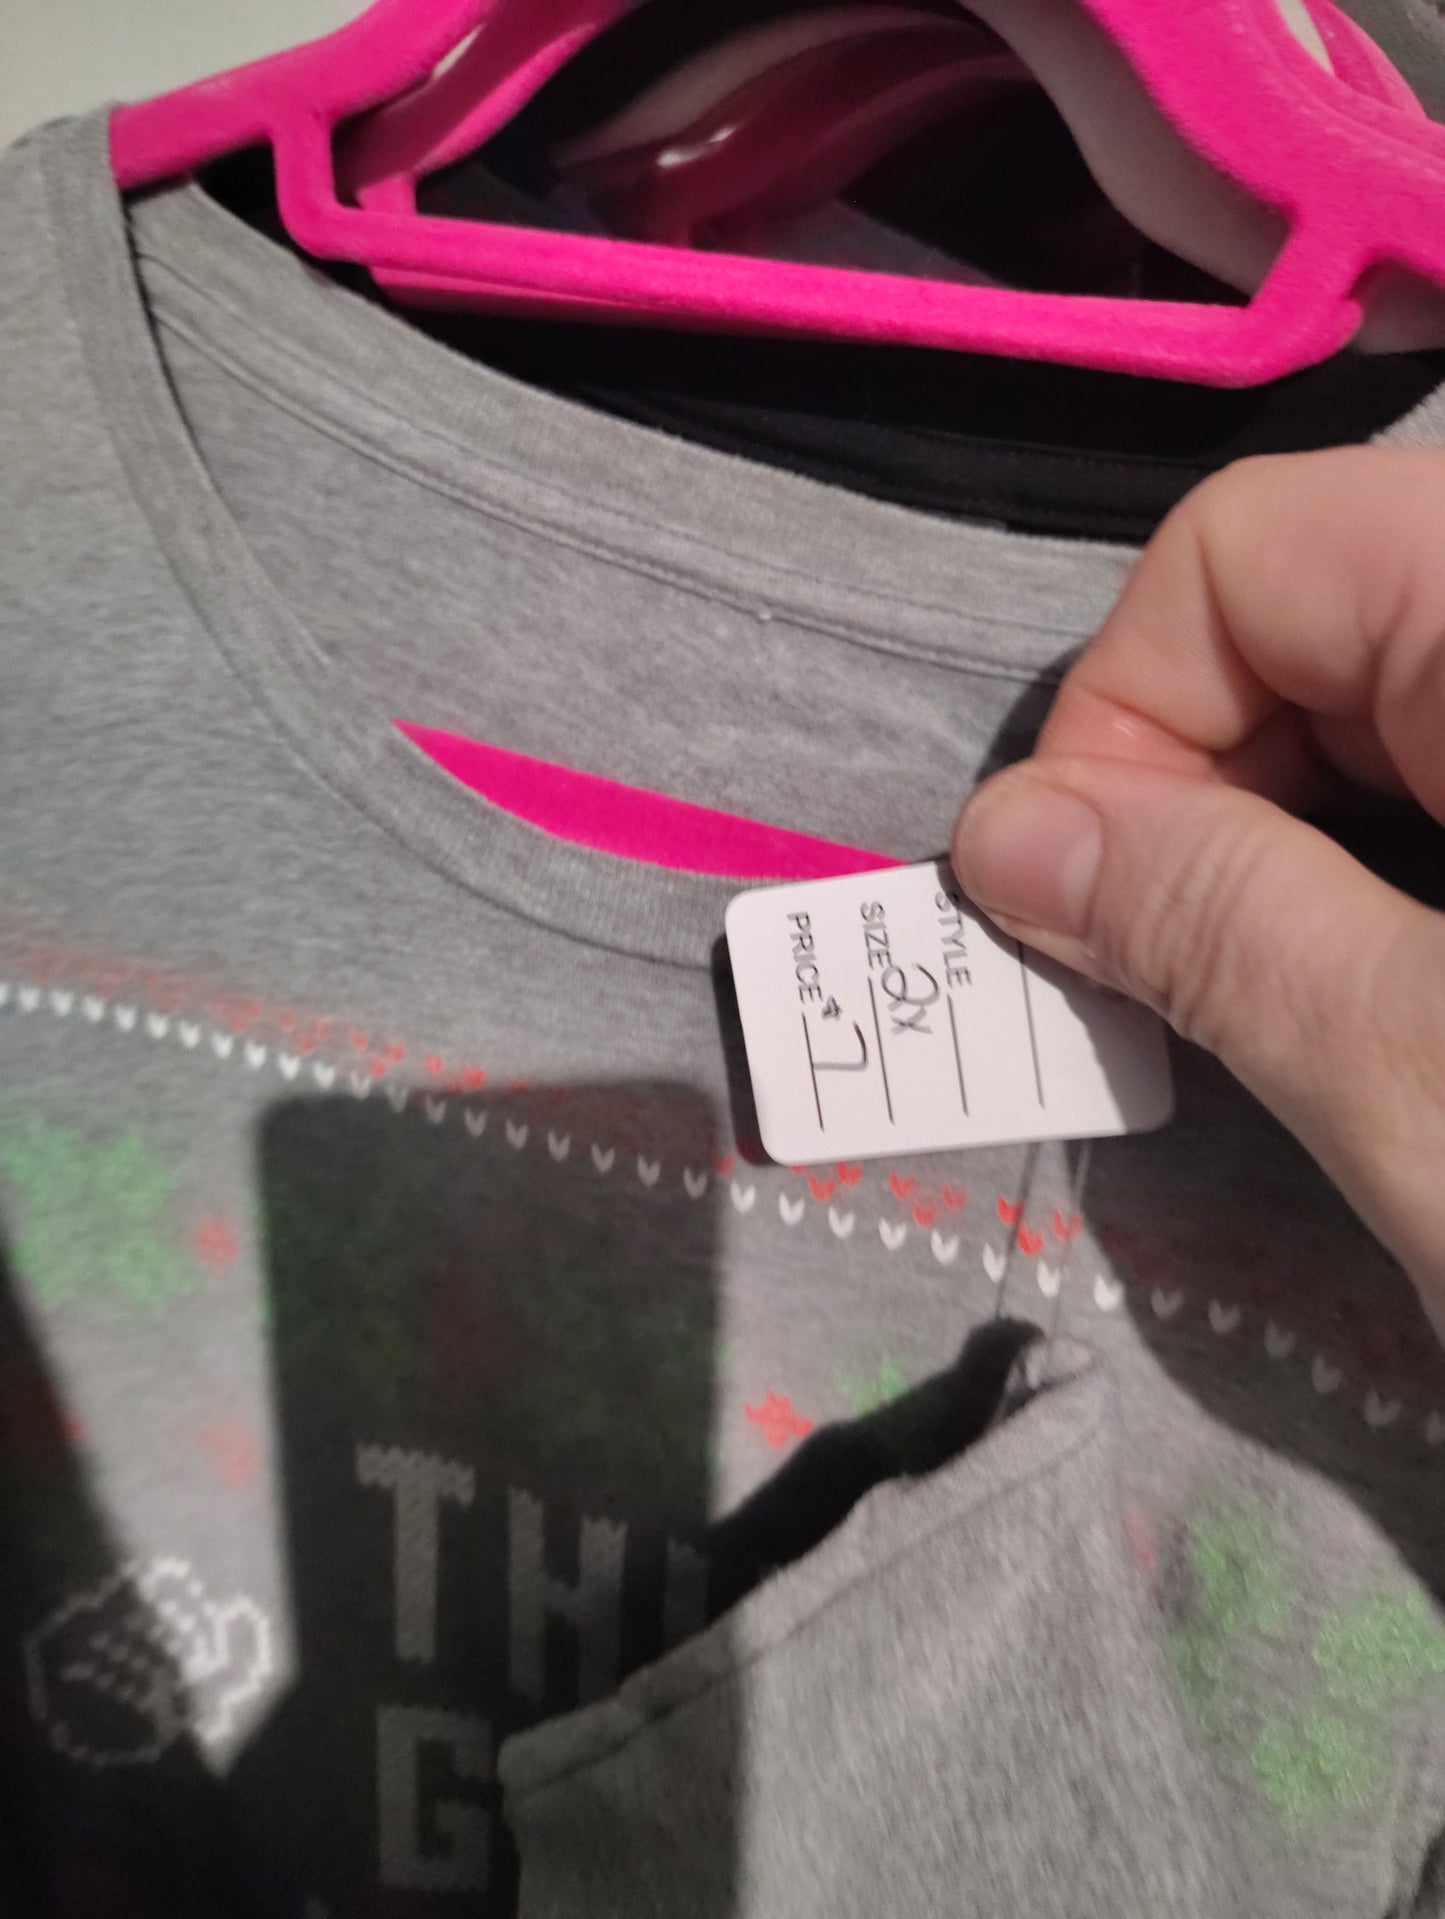 STYLE
SIZE 2X
PRICE $7
TH
G